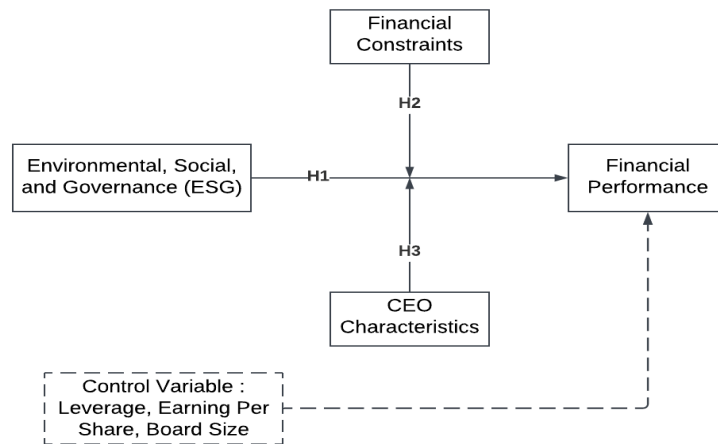 Financial
Constraints
H2
Environmental, Social,
and Governance (ESG)
H1
Financial
Performance
H3
CEO
Characteristics
Control Variable :
Leverage, Earning Per
Share, Board Size